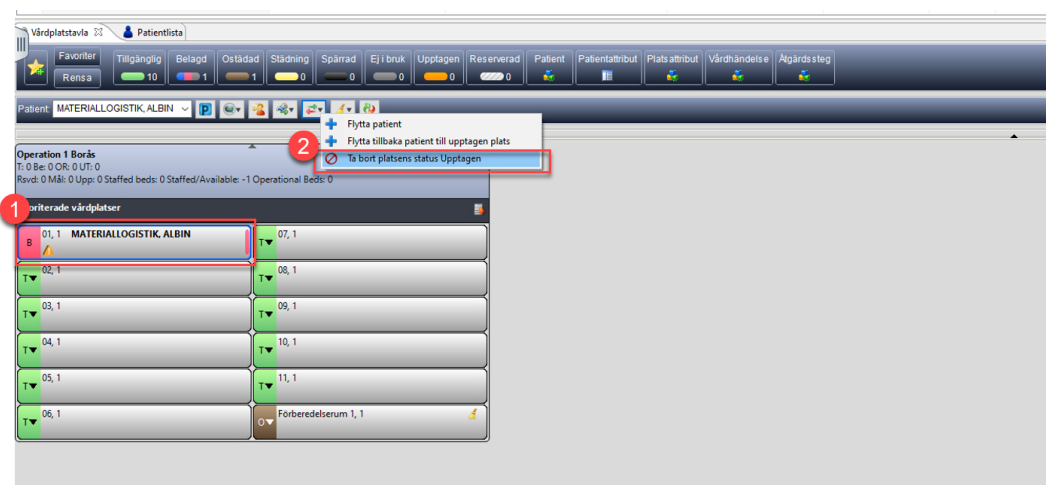 Vårdplatstavla Patientlista
Favoriter Tillgänglig Belagd Ostädad Städning Spärrad Ej i bruk Upptagen Reserverad Patient Patientattribut Platsattribut Vårdhändelse Åtgärdssteg
Rensa 10 1 1 0 0 0 0 0
Patient: MATERIALLOGISTIK, ALBIN P
Flytta patient
Flytta tillbaka patient till upptagen plats
2
Ta bort platsens status Upptagen
Operation 1 Borås
T: 0 Be: 0 OR: 0 UT: 0
Rsvd: 0 Mål: 0 Upp: 0 Staffed beds: 0 Staffed/Available: -1 Operational Beds: 0
1
oriterade vårdplatser
B 01, 1 MATERIALLOGISTIK, ALBIN
T 07, 1
T 02, 1
T 08, 1
T 03, 1
T 09, 1
T 04, 1
T 10, 1
T 05, 1
T 11, 1
T 06, 1
O Förberedelserum 1, 1